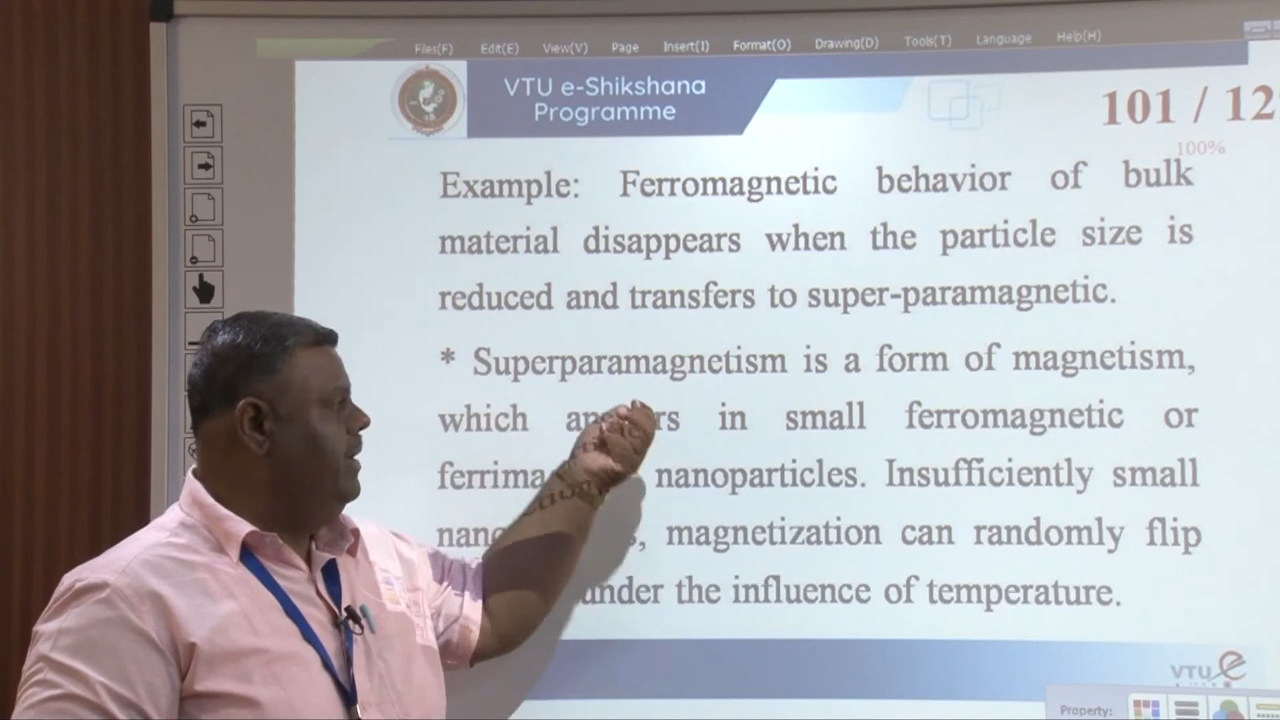 Files(F) Edit(E) View(V) Page Insert(I) Format(O) Drawing(D) Tools(T) Language Help(H)
VTU e-Shikshana
Programme
101 / 12
100%
Example: Ferromagnetic behavior of bulk
material disappears when the particle size is
reduced and transfers to super-paramagnetic.
* Superparamagnetism is a form of magnetism,
which in small ferromagnetic or
nanoparticles. Insufficiently small
, magnetization can randomly flip
under the influence of temperature.
VTU e
Property: